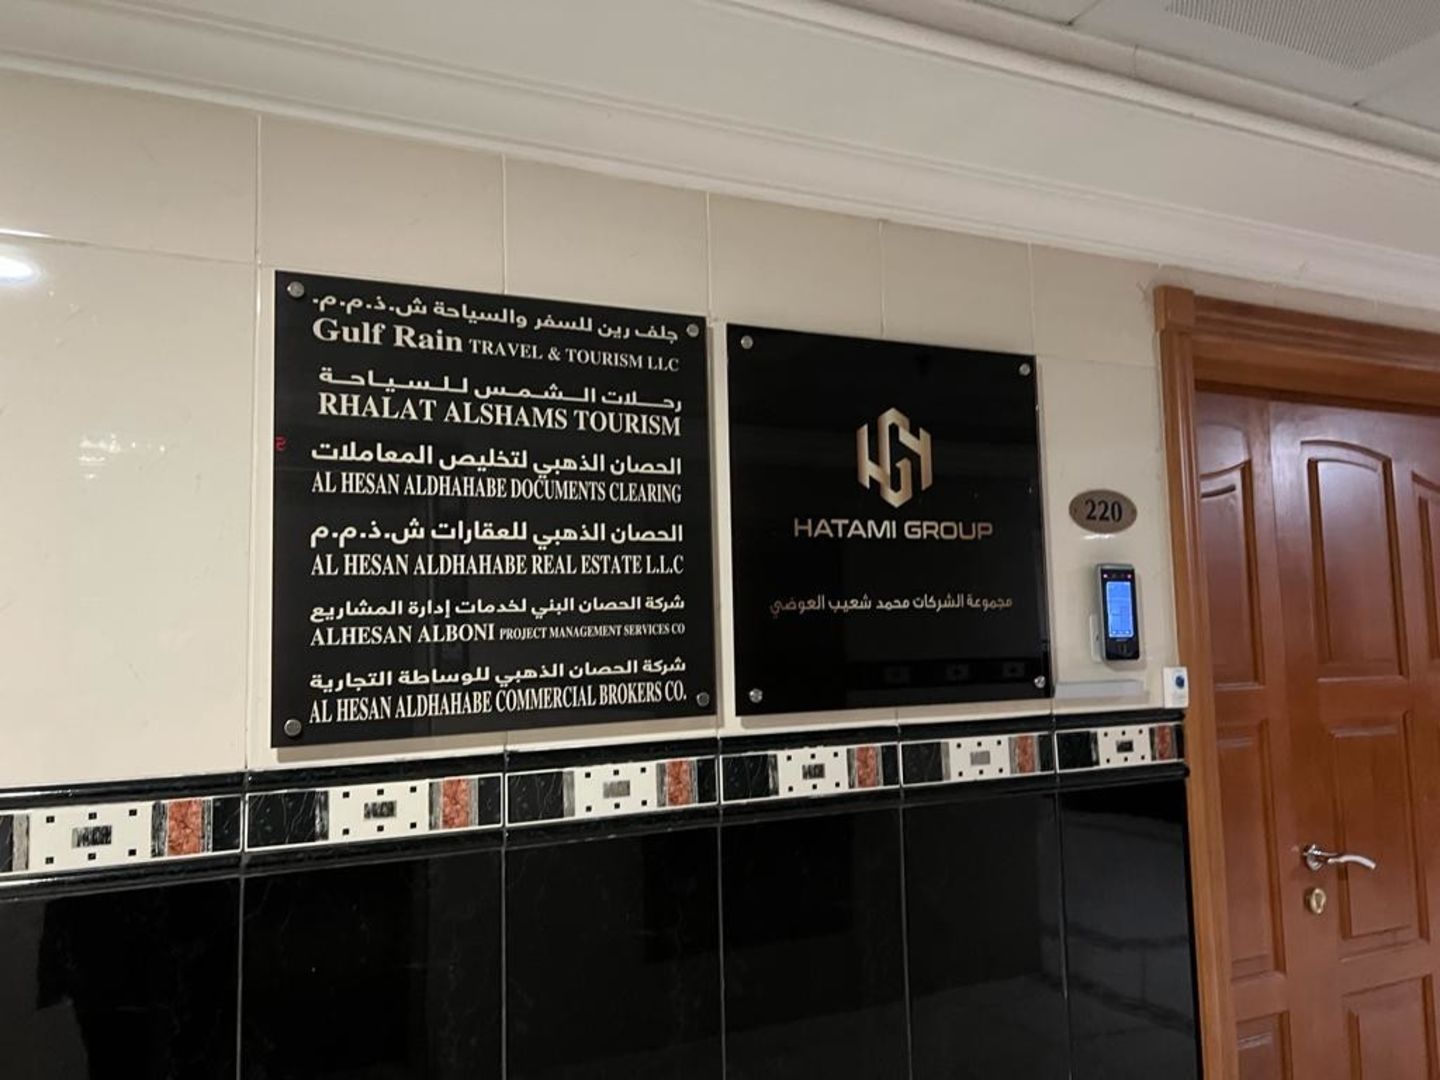 جلف رين للسفر والسياحة ش.ذ.م.م.
Gulf Rain TRAVEL & TOURISM LLC
رحلات الشمس للسياحة
RHALAT ALSHAMS TOURISM
الحصان الذهبي لتخليص المعاملات
AL HESAN ALDHAHABE DOCUMENTS CLEARING
الحصان الذهبي للعقارات ش.ذ.م.م
AL HESAN ALDHAHABE REAL ESTATE L.L.C
شركة الحصان البني لخدمات إدارة المشاريع
ALHESAN ALBONI PROJECT MANAGEMENT SERVICES CO
شركة الحصان الذهبي للوساطة التجارية
AL HESAN ALDHAHABE COMMERCIAL BROKERS CO.
HATAMI GROUP
مجموعة الشركات محمد شعيب العوضي
220